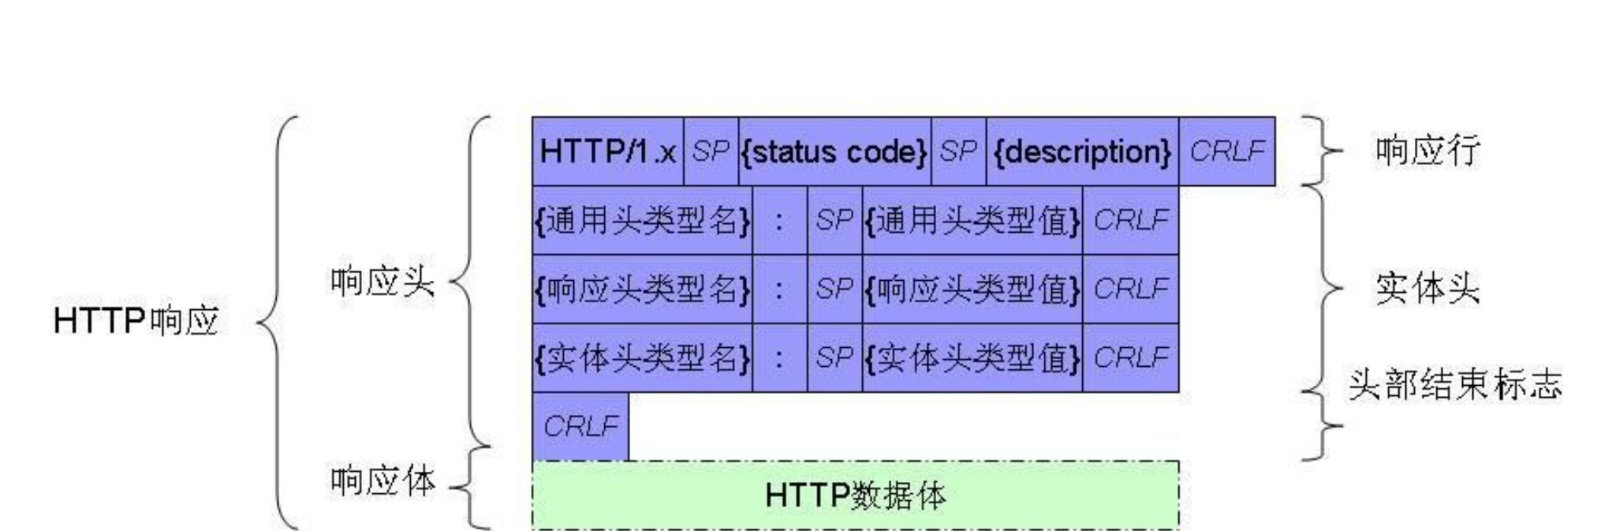 HTTP/1.x SP {status code} SP {description} CRLF 响应行
{通用头类型名} : SP {通用头类型值} CRLF
响应头 {响应头类型名} : SP {响应头类型值} CRLF 实体头
HTTP响应
{实体头类型名} : SP {实体头类型值} CRLF
头部结束标志
CRLF
响应体 HTTP数据体